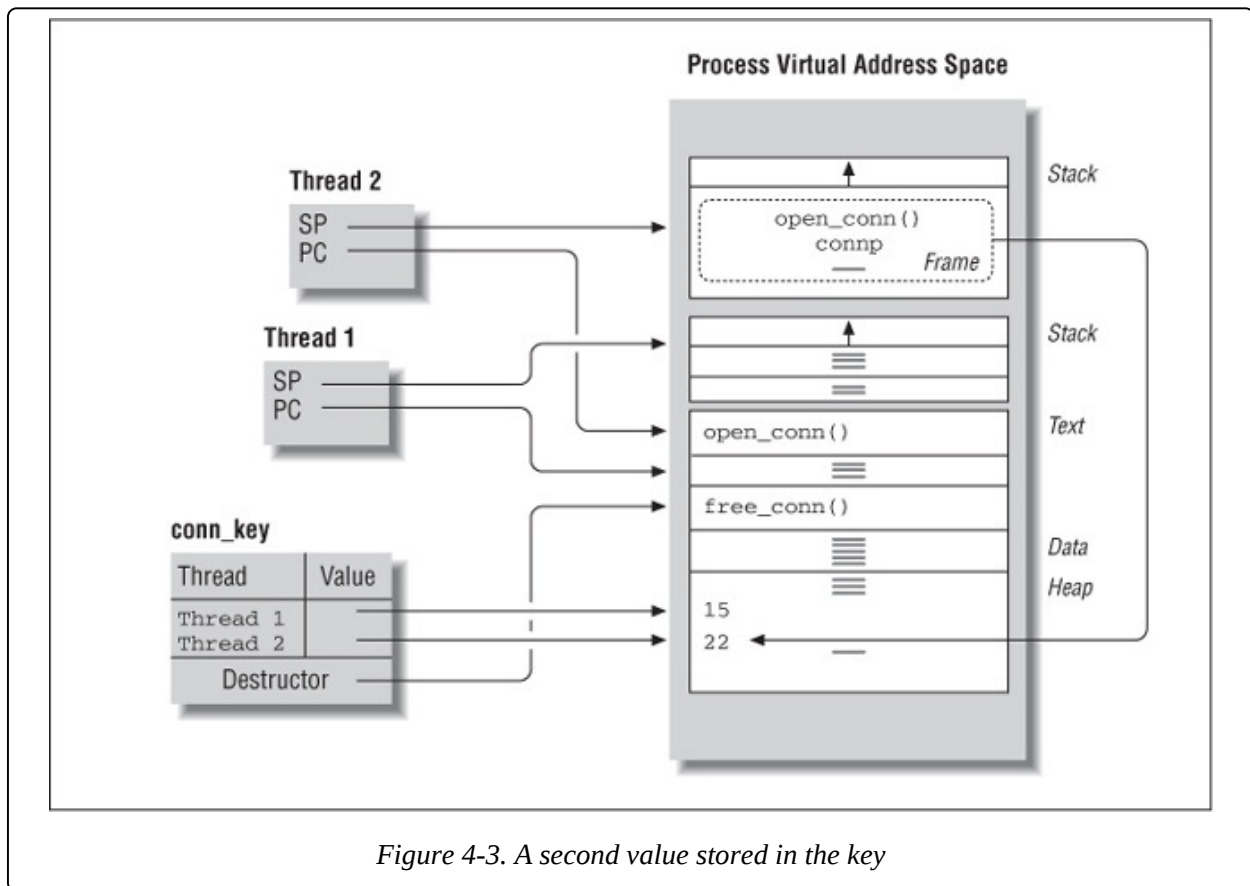 Process Virtual Address Space
Thread 2
SP
PC
Thread 1
SP
PC
conn_key
Thread Value
Thread 1
Thread 2
Destructor
Stack
open_conn()
connp
Frame
Stack
open_conn()
Text
free_conn()
Data
Heap
15
22
Figure 4-3. A second value stored in the key